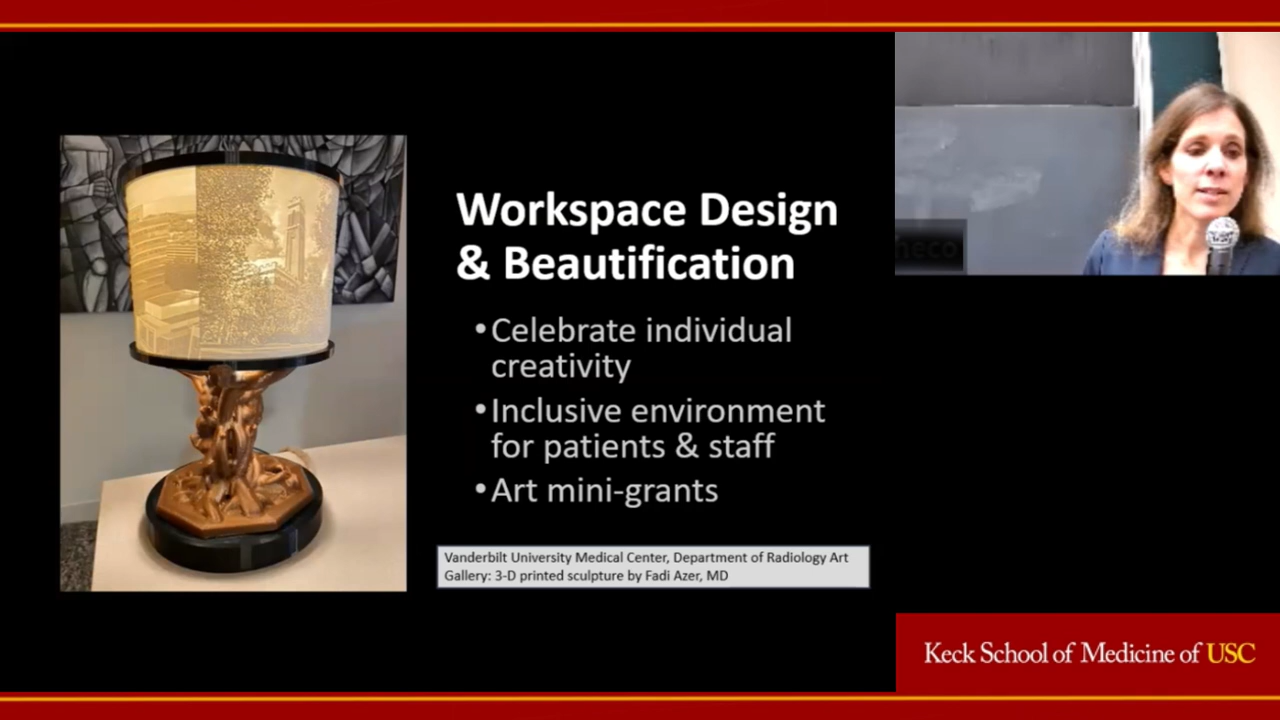 Workspace Design
& Beautification
•Celebrate individual
creativity
•Inclusive environment
for patients & staff
•Art mini-grants
Vanderbilt University Medical Center, Department of Radiology Art
Gallery: 3-D printed sculpture by Fadi Azer, MD
Keck School of Medicine of USC